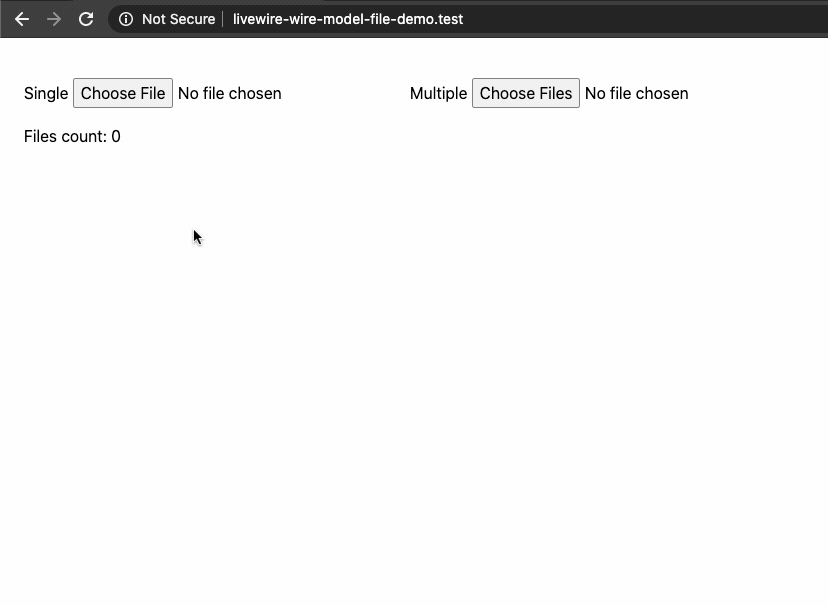 Not Secure livewire-wire-model-file-demo.test
Single Choose File No file chosen Multiple Choose Files No file chosen
Files count: 0